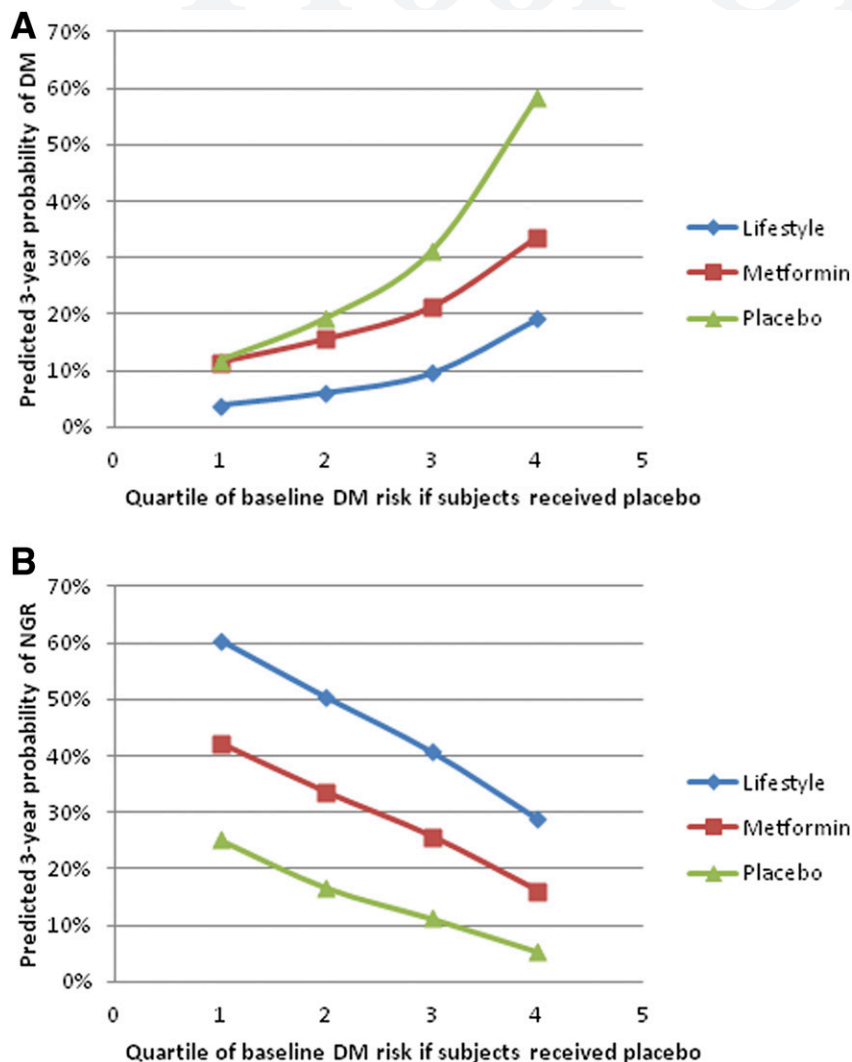 A
Predicted 3-year probability of DM
70%
60%
50%
40%
30%
20%
10%
0%
0 1 2 3 4 5
Quartile of baseline DM risk if subjects received placebo
Lifestyle
Metformin
Placebo
B
Predicted 3-year probability of NGR
70%
60%
50%
40%
30%
20%
10%
0%
0 1 2 3 4 5
Quartile of baseline DM risk if subjects received placebo
Lifestyle
Metformin
Placebo